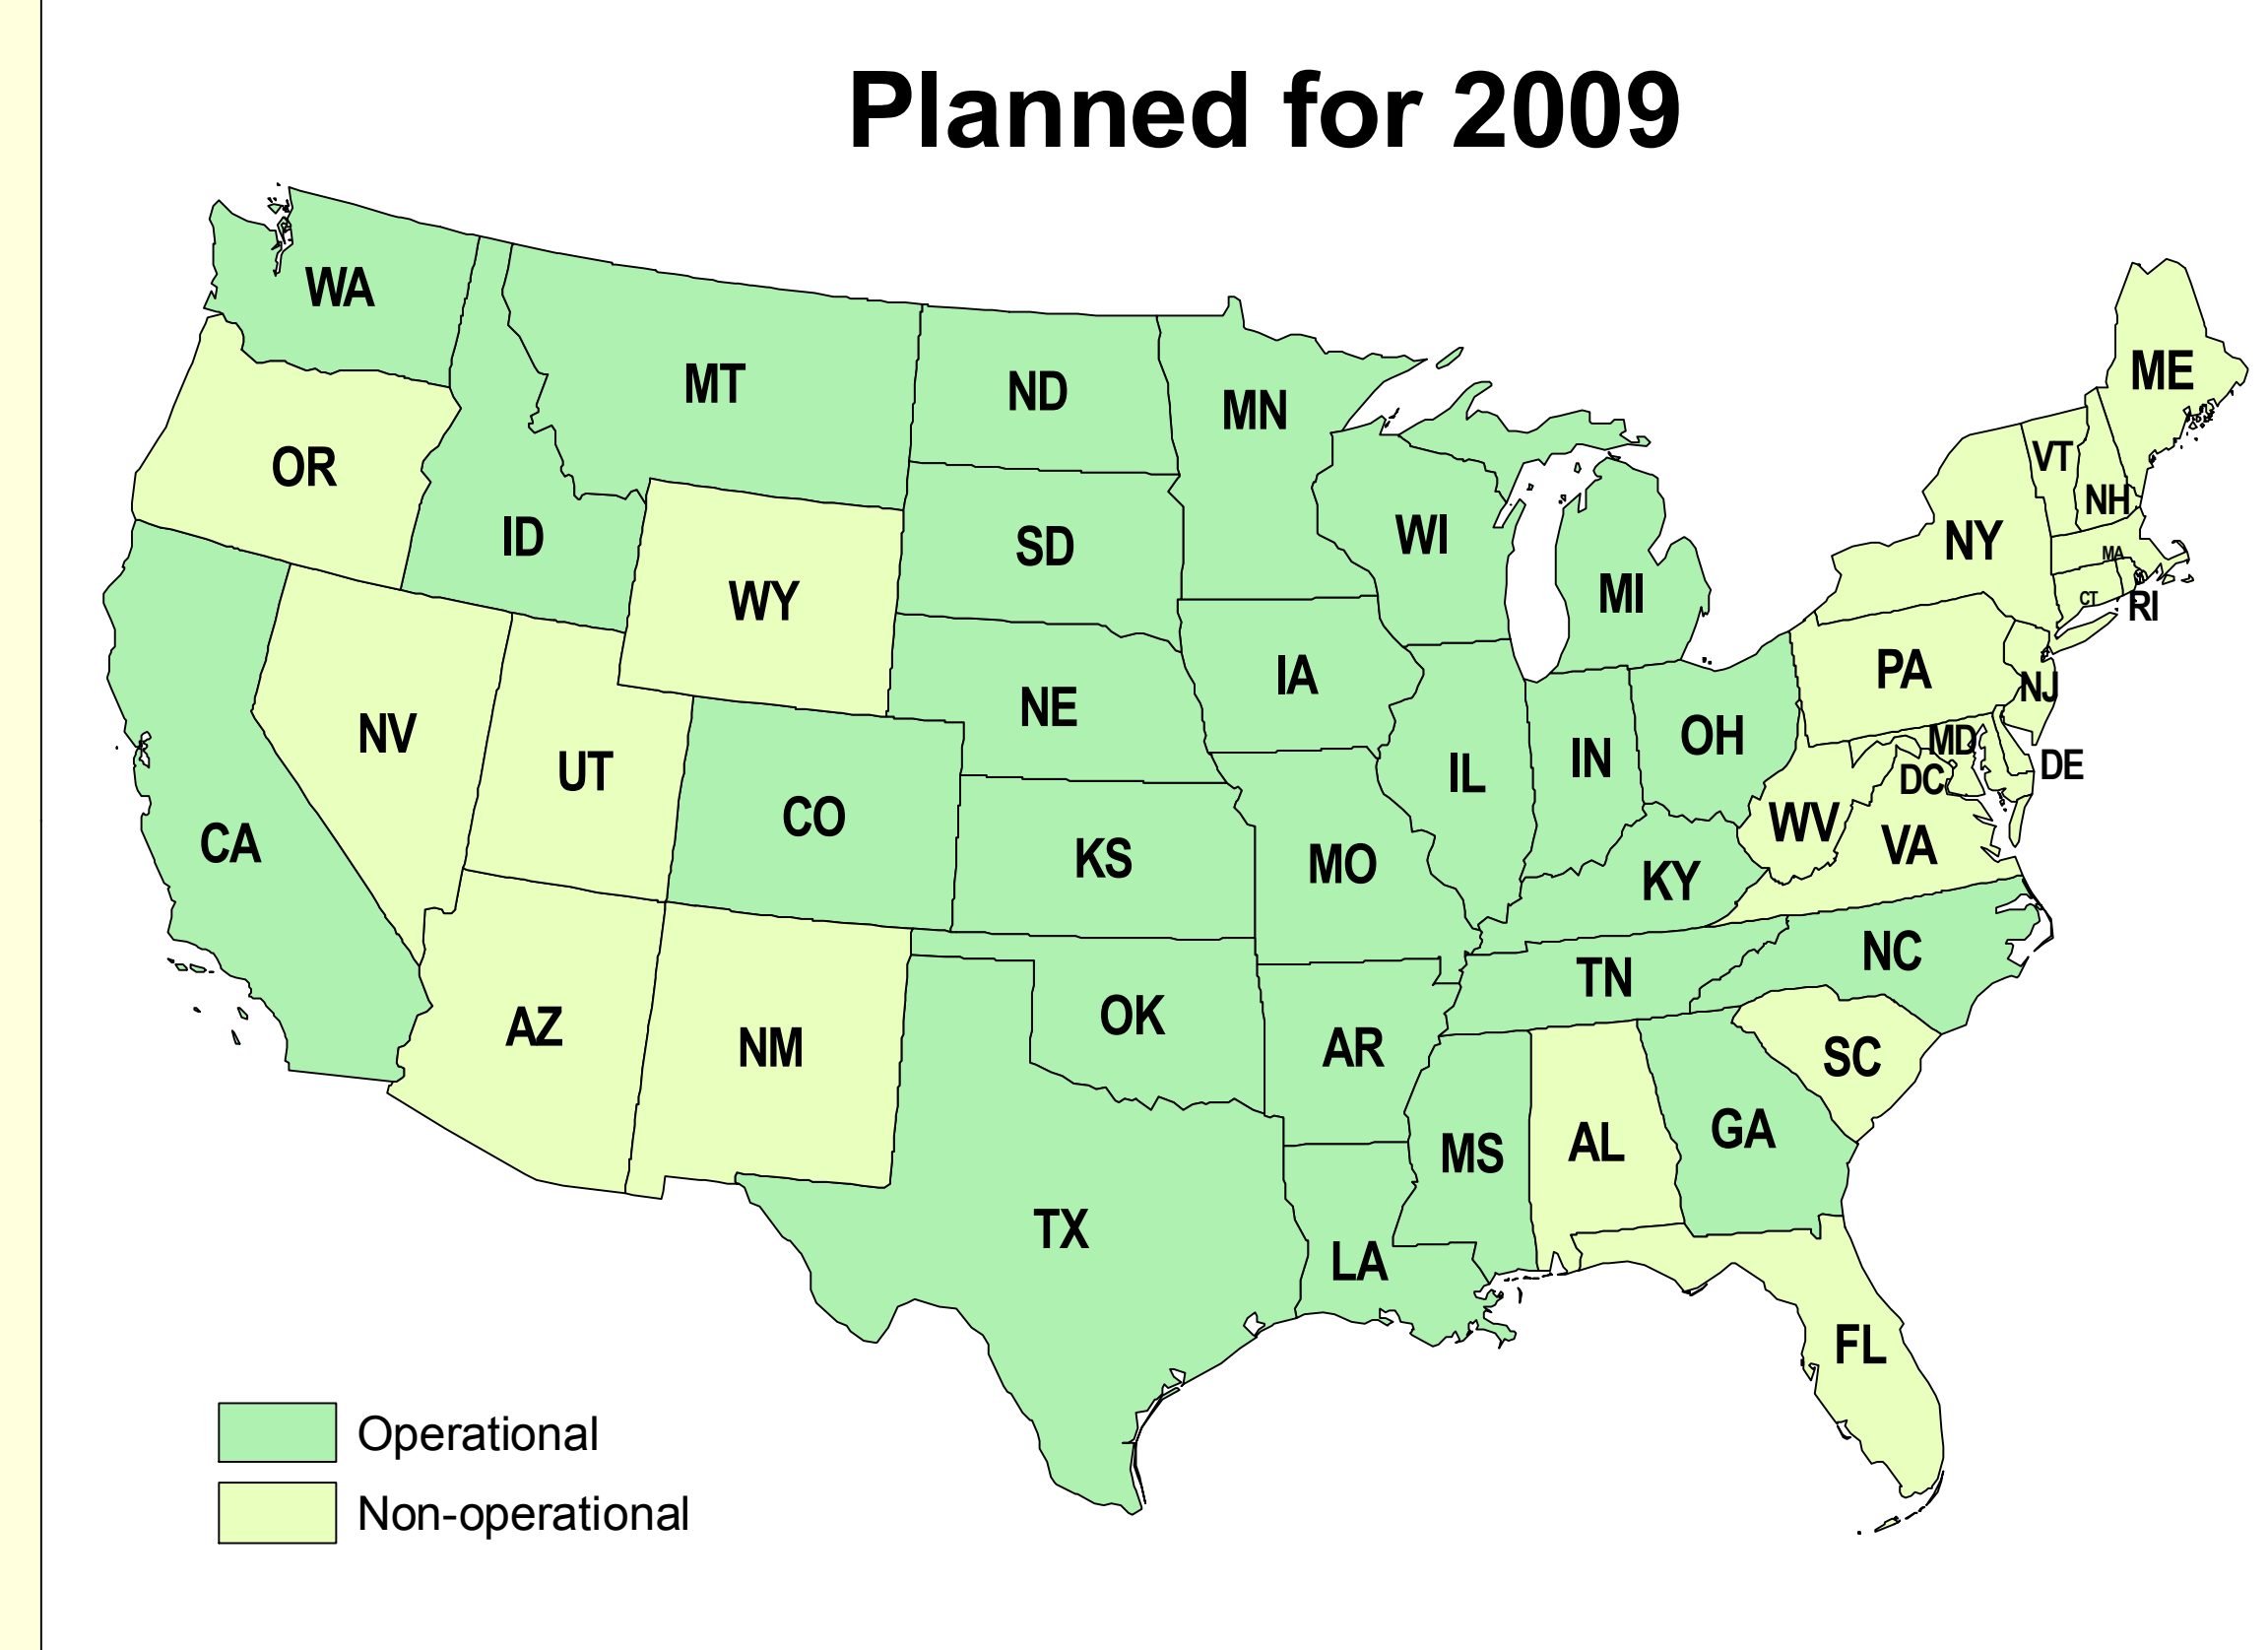 Planned for 2009
WA
MT
ND
MN
ME
OR
VT
ID
NH
SD
WI
NY
MA
WY
MI
CT
RI
IA
PA
NE
NJ
NV
OH
MD
UT
IN
IL
DC
DE
CO
CA
KS
MO
WV
VA
KY
NC
TN
AZ
NM
OK
AR
SC
MS
AL
GA
TX
LA
FL
Operational
Non-operational